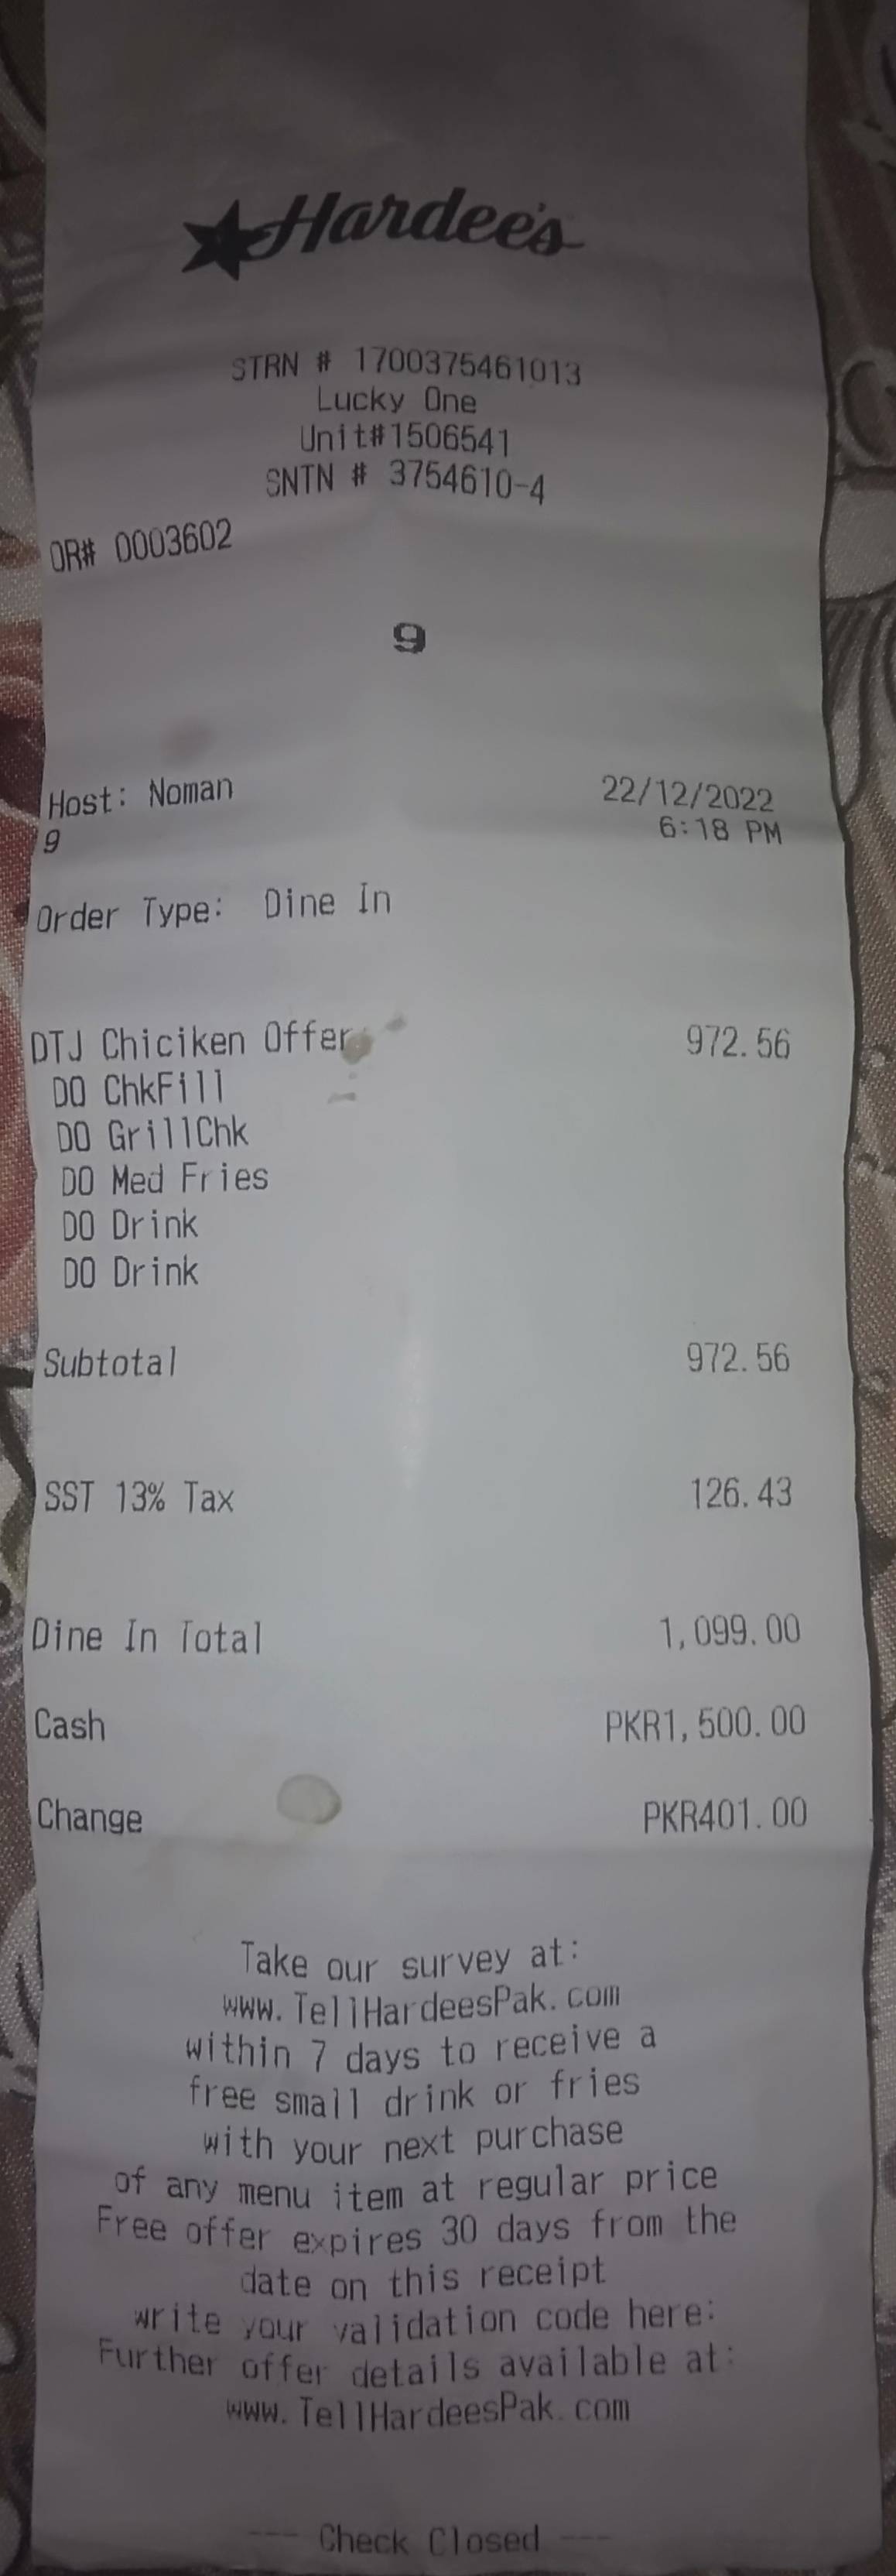 Hardee's
STRN # 1700375461013
Lucky One
Unit#1506541
SNTN # 3754610-4
OR# 0003602
9
Host: Noman 22/12/2022
9 6:18 PM
Order Type: Dine In
DTJ Chiciken Offer 972.56
DO ChkFill
DO GrillChk
DO Med Fries
DO Drink
DO Drink
Subtotal 972.56
SST 13% Tax 126.43
Dine In Total 1,099.00
Cash PKR1,500.00
Change PKR401.00
Take our survey at:
www.TellHardeesPak.com
within 7 days to receive a
free small drink or fries
with your next purchase
of any menu item at regular price
Free offer expires 30 days from the
date on this receipt
write your validation code here:
Further offer details available at:
www.TellHardeesPak.com
--- Check Closed ---